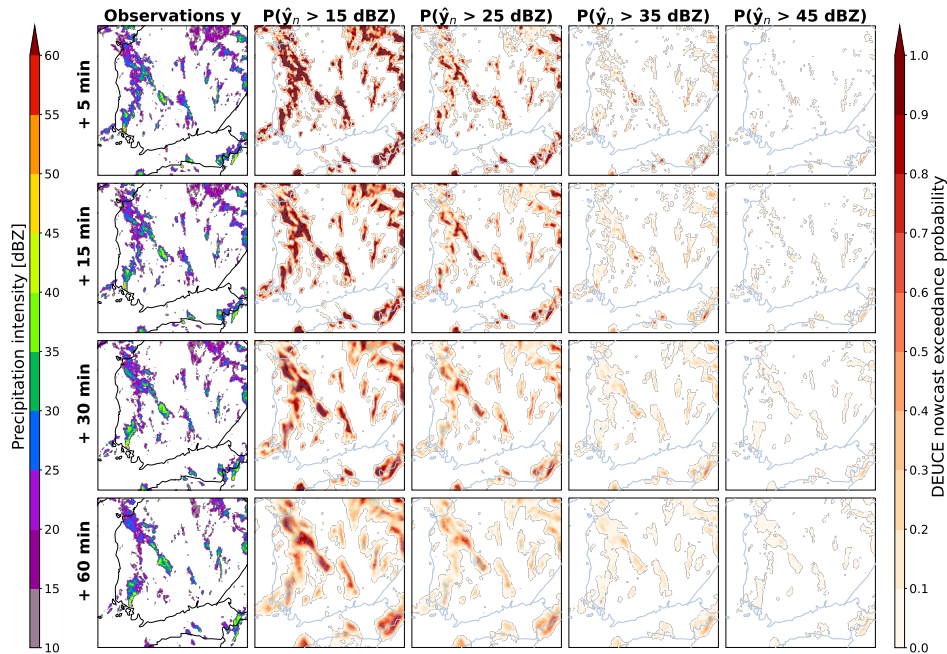 Observations y
P(ŷn > 15 dBZ)
P(ŷn > 25 dBZ)
P(ŷn > 35 dBZ)
P(ŷn > 45 dBZ)
+ 5 min
+ 15 min
+ 30 min
+ 60 min
Precipitation intensity [dBZ]
60
55
50
45
40
35
30
25
20
15
10
DEUCE nowcast exceedance probability
1.0
0.9
0.8
0.7
0.6
0.5
0.4
0.3
0.2
0.1
0.0